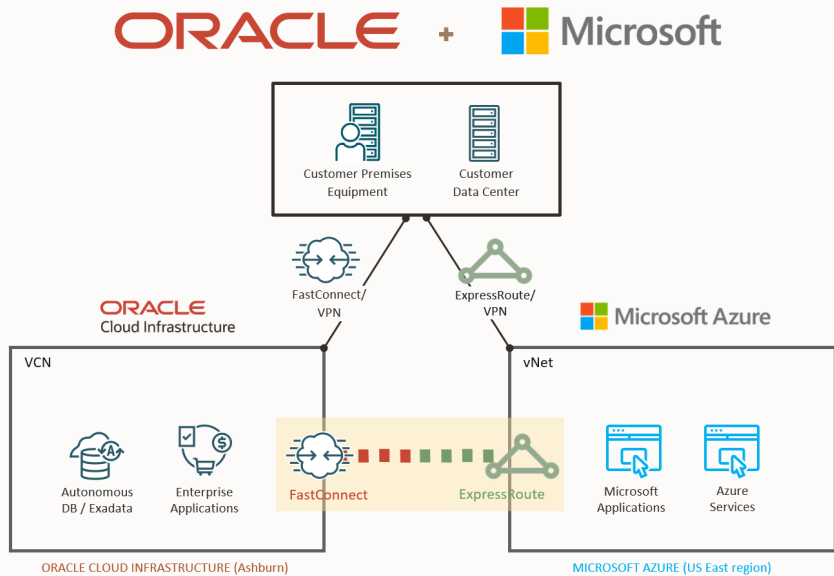 ORACLE + Microsoft
Customer Premises
Equipment
Customer
Data Center
FastConnect/
VPN
ExpressRoute/
VPN
ORACLE
Cloud Infrastructure
Microsoft Azure
VCN
vNet
A
$
Autonomous
DB / Exadata
Enterprise
Applications
FastConnect
ExpressRoute
Microsoft
Applications
Azure
Services
ORACLE CLOUD INFRASTRUCTURE (Ashburn)
MICROSOFT AZURE (US East region)